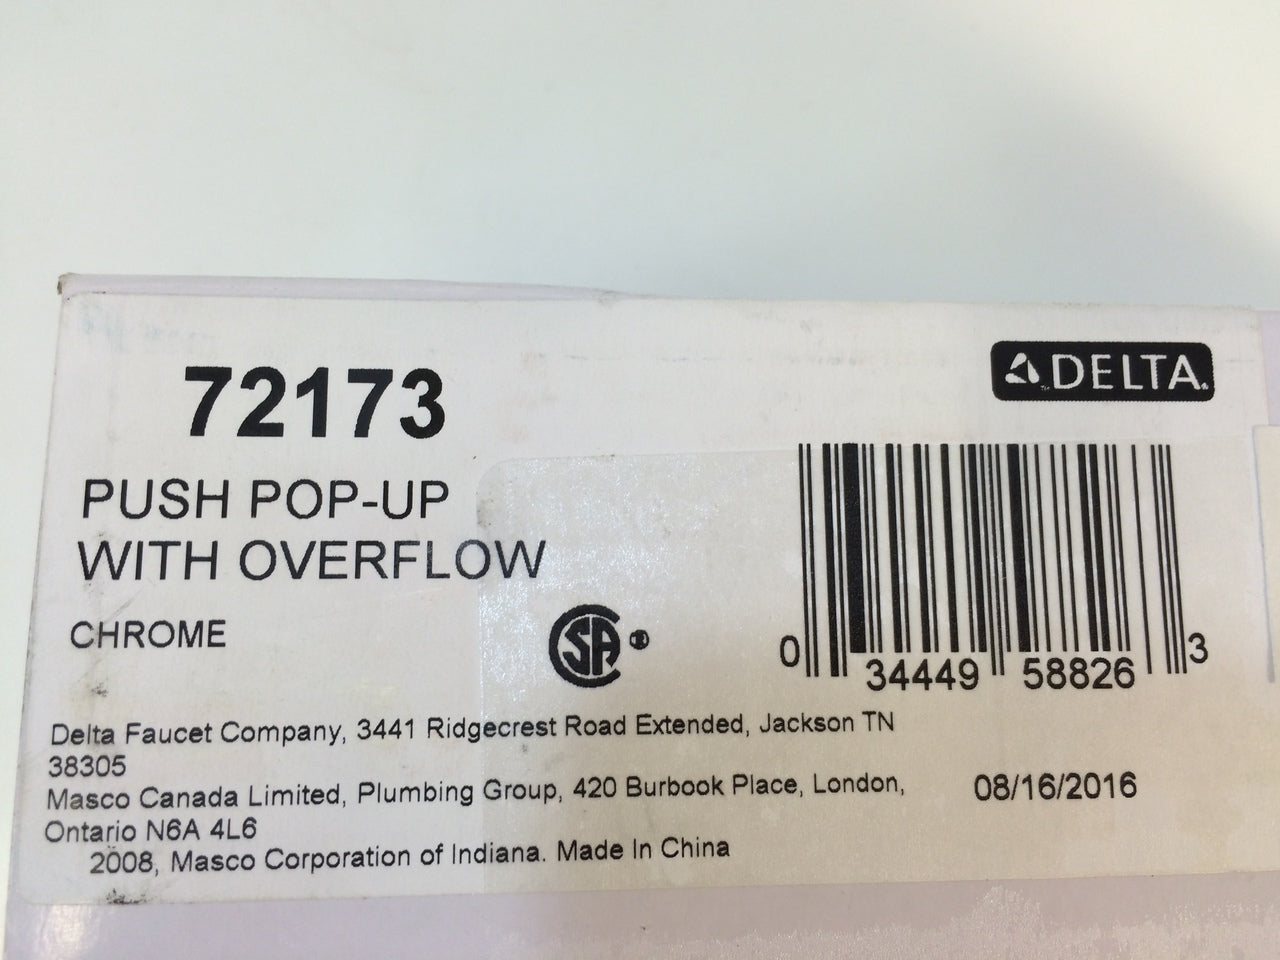 72173
DELTA
PUSH POP-UP
WITH OVERFLOW
CHROME
SA ®
0 34449 58826 3
Delta Faucet Company, 3441 Ridgecrest Road Extended, Jackson TN
38305
Masco Canada Limited, Plumbing Group, 420 Burbook Place, London,
Ontario N6A 4L6
08/16/2016
2008, Masco Corporation of Indiana. Made In China